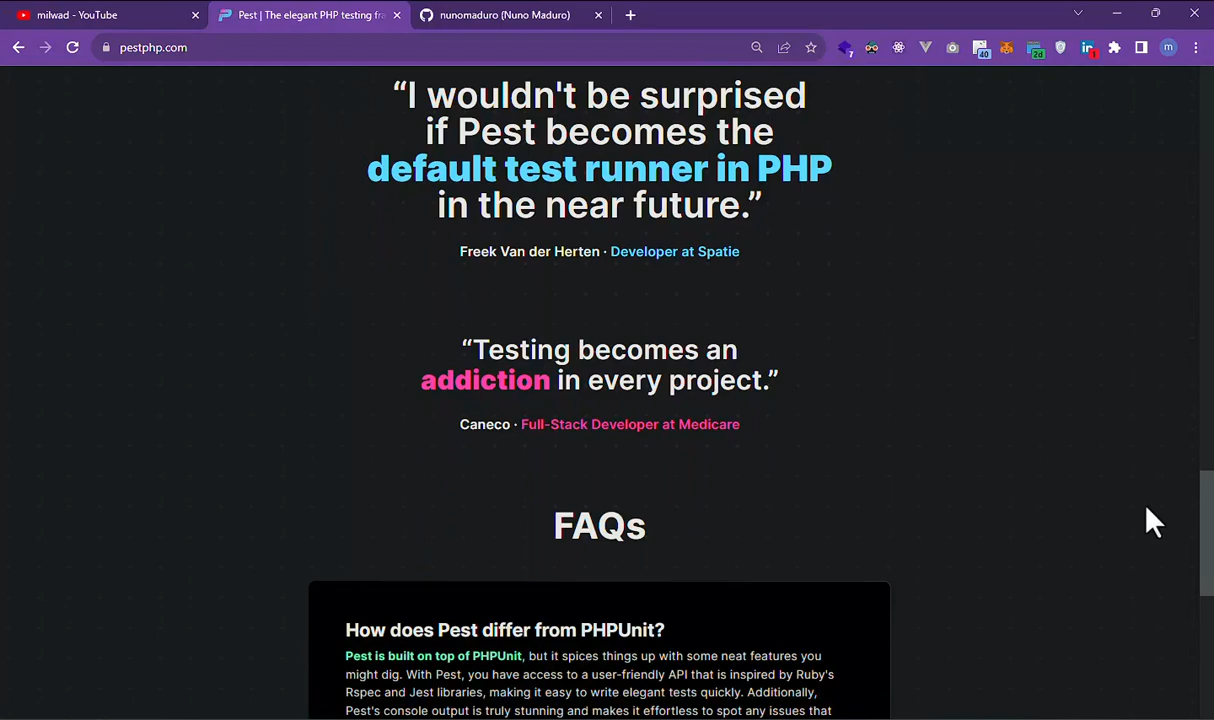 milwad - YouTube
Pest | The elegant PHP testing fra
nunomaduro (Nuno Maduro)
pestphp.com
7
40
2d
1
m
“I wouldn't be surprised
if Pest becomes the
default test runner in PHP
in the near future.”
Freek Van der Herten · Developer at Spatie
“Testing becomes an
addiction in every project.”
Caneco · Full-Stack Developer at Medicare
FAQs
How does Pest differ from PHPUnit?
Pest is built on top of PHPUnit, but it spices things up with some neat features you
might dig. With Pest, you have access to a user-friendly API that is inspired by Ruby's
Rspec and Jest libraries, making it easy to write elegant tests quickly. Additionally,
Pest's console output is truly stunning and makes it effortless to spot any issues that